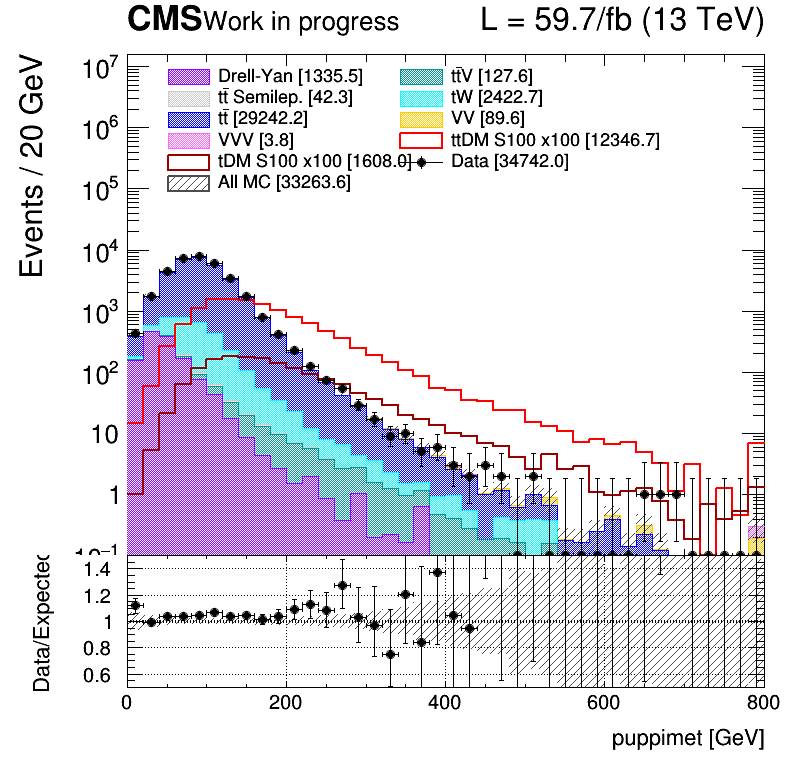 CMS Work in progress L = 59.7/fb (13 TeV)
Events / 20 GeV
10⁷
10⁶
10⁵
10⁴
10³
10²
10
1
10⁻¹
Drell-Yan [1335.5] tt̄V [127.6]
tt̄ Semilep. [42.3] tW [2422.7]
tt̄ [29242.2] VV [89.6]
VVV [3.8] ttDM S100 x100 [12346.7]
tDM S100 x100 [1608.0] Data [34742.0]
All MC [33263.6]
Data/Expected
1.4
1.2
1
0.8
0.6
0 200 400 600 800
puppimet [GeV]